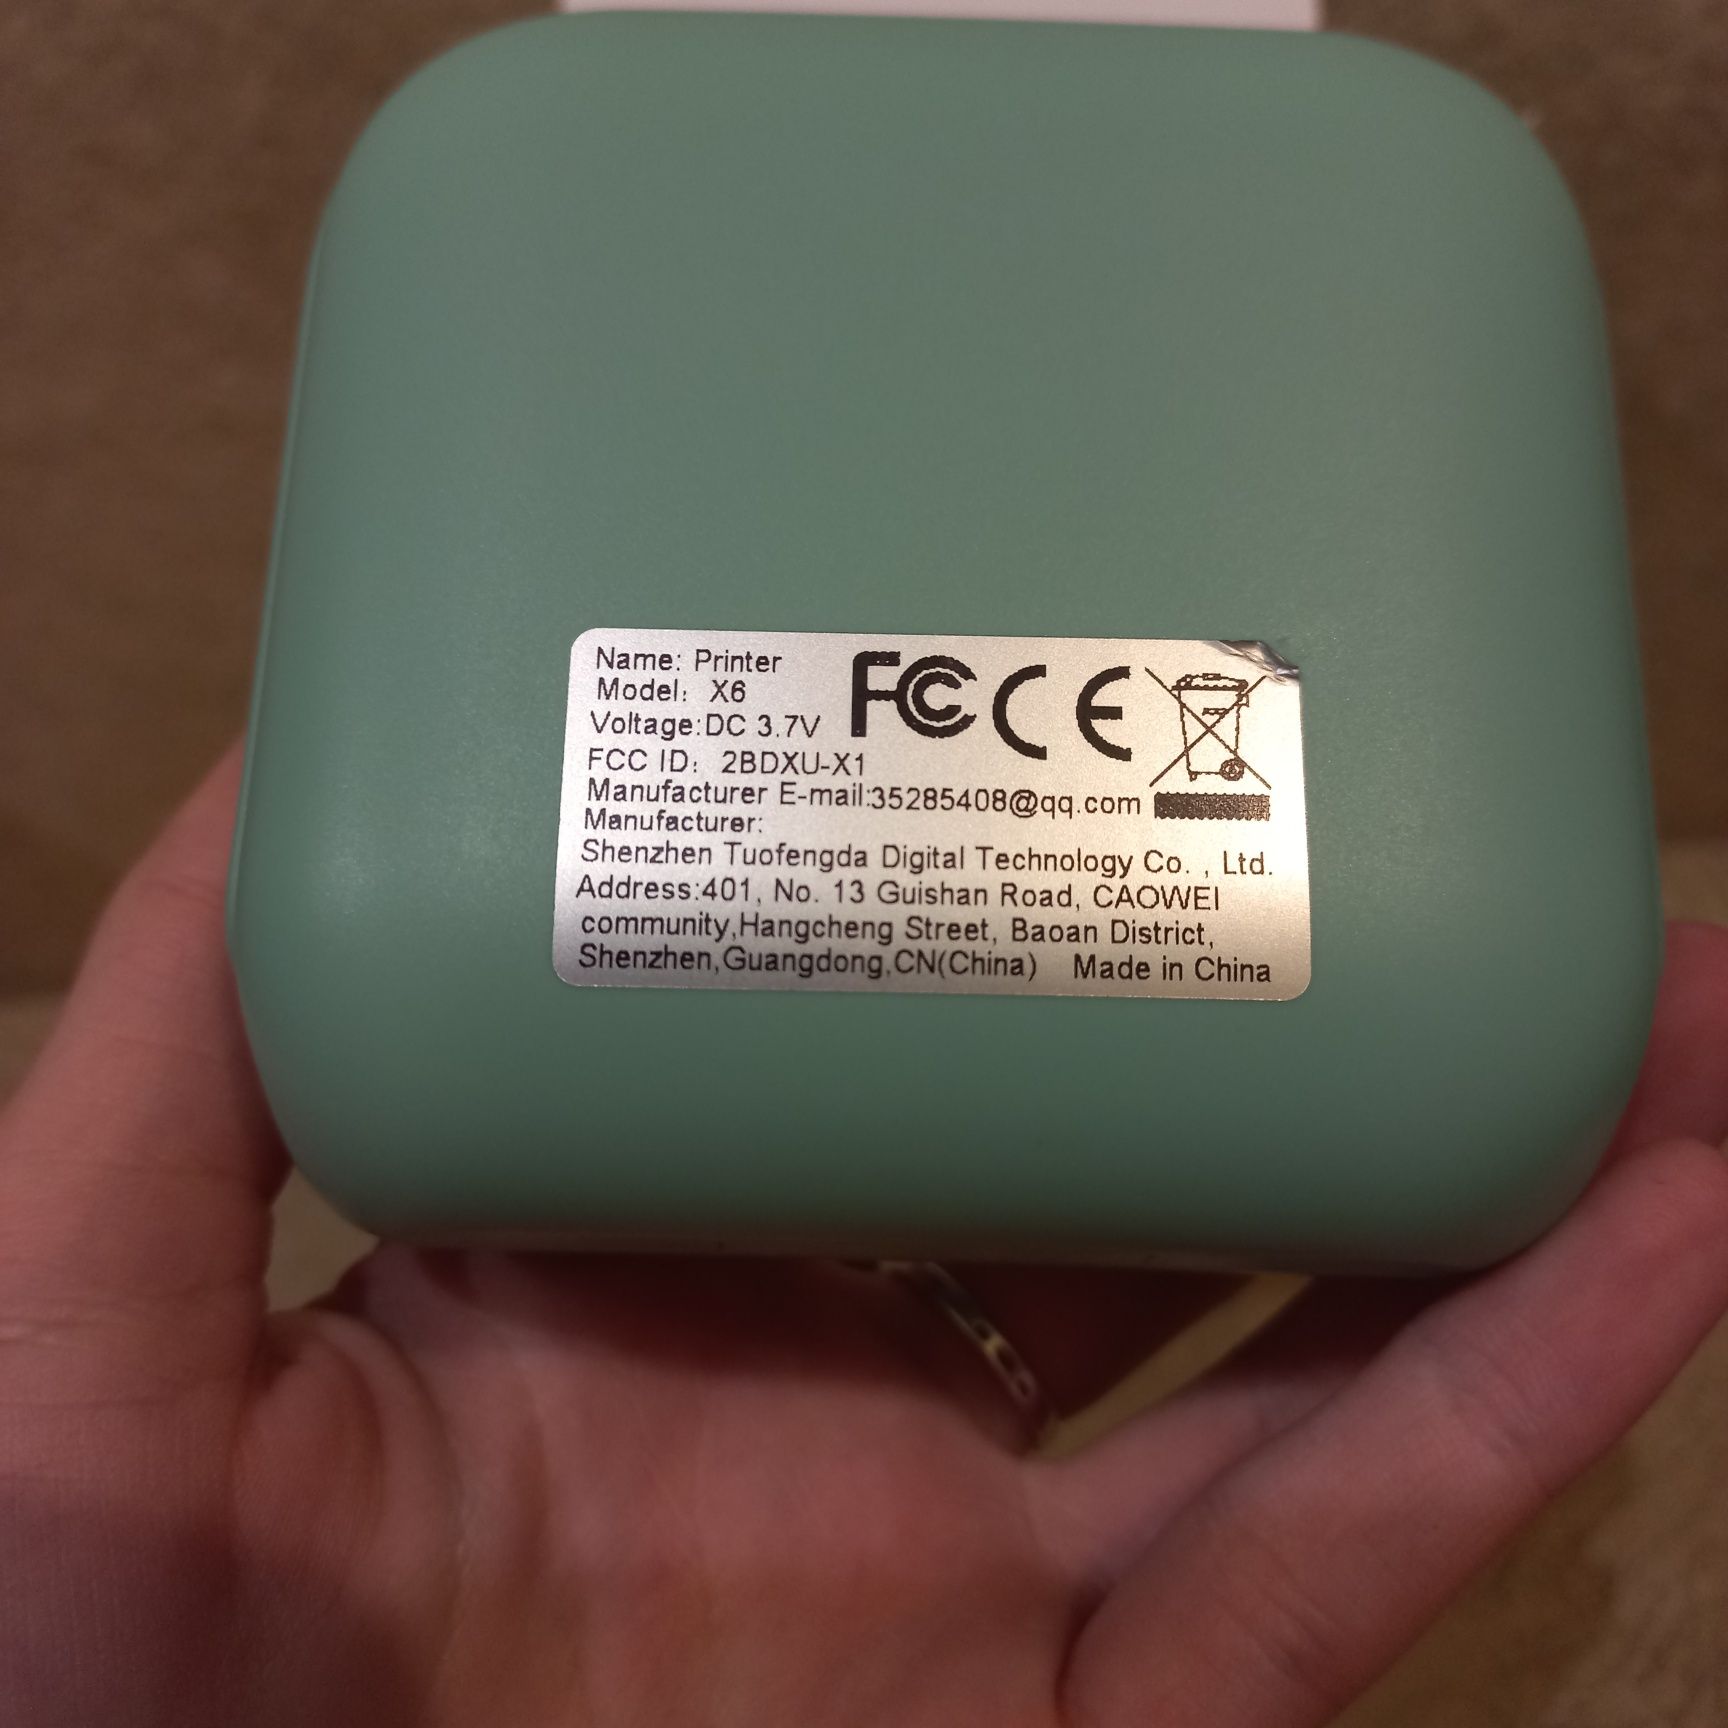 Name: Printer
Model: X6
Voltage:DC 3.7V
FCC CE
FCC ID: 2BDXU-X1
Manufacturer E-mail:35285408@qq.com
Manufacturer:
Shenzhen Tuofengda Digital Technology Co. , Ltd.
Address:401, No. 13 Guishan Road, CAOWEI
community,Hangcheng Street, Baoan District,
Shenzhen,Guangdong,CN(China) Made in China